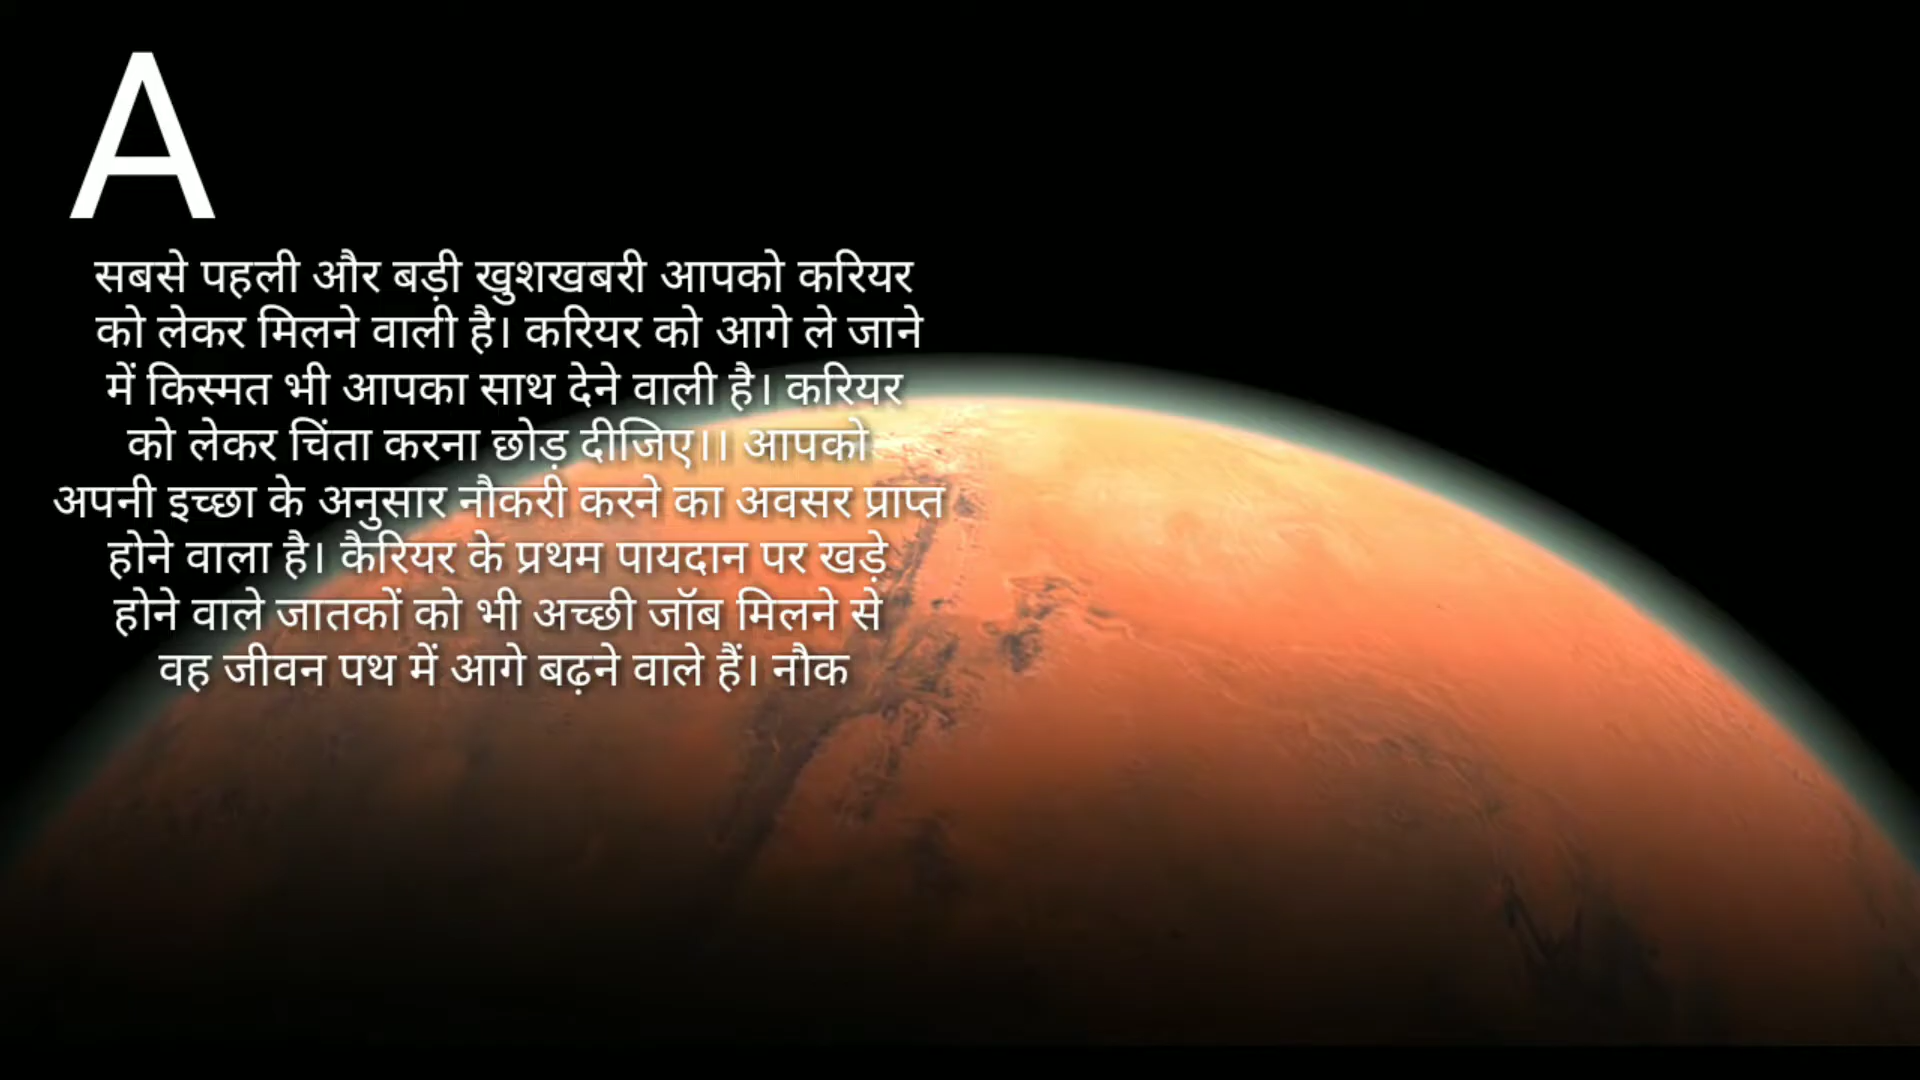 A
सबसे पहली और बड़ी खुशखबरी आपको करियर
को लेकर मिलने वाली है। करियर को आगे ले जाने
में किस्मत भी आपका साथ देने वाली है। करियर
को लेकर चिंता करना छोड़ दीजिए।। आपको
अपनी इच्छा के अनुसार नौकरी करने का अवसर प्राप्त
होने वाला है। कैरियर के प्रथम पायदान पर खड़े
होने वाले जातकों को भी अच्छी जॉब मिलने से
वह जीवन पथ में आगे बढ़ने वाले हैं। नौक